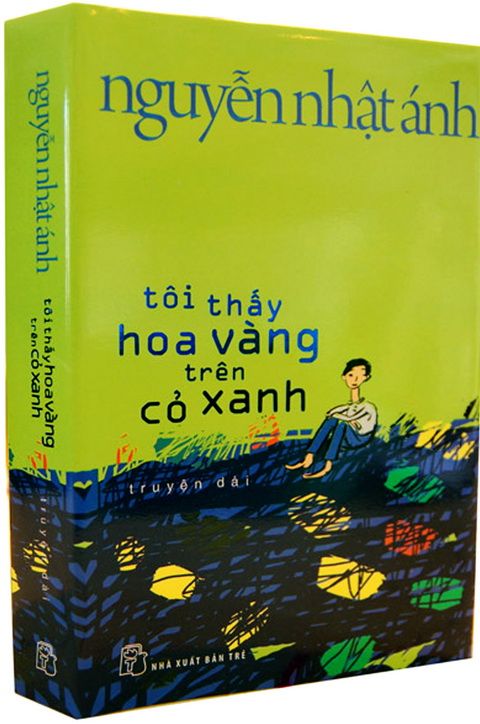 nguyễn nhật ánh
tôi thấy
hoa vàng
trên
cỏ xanh
truyện dài
NHÀ XUẤT BẢN TRẺ
nguyễn nhật ánh
tôi thấy hoa vàng
trên cỏ xanh
truyện dài